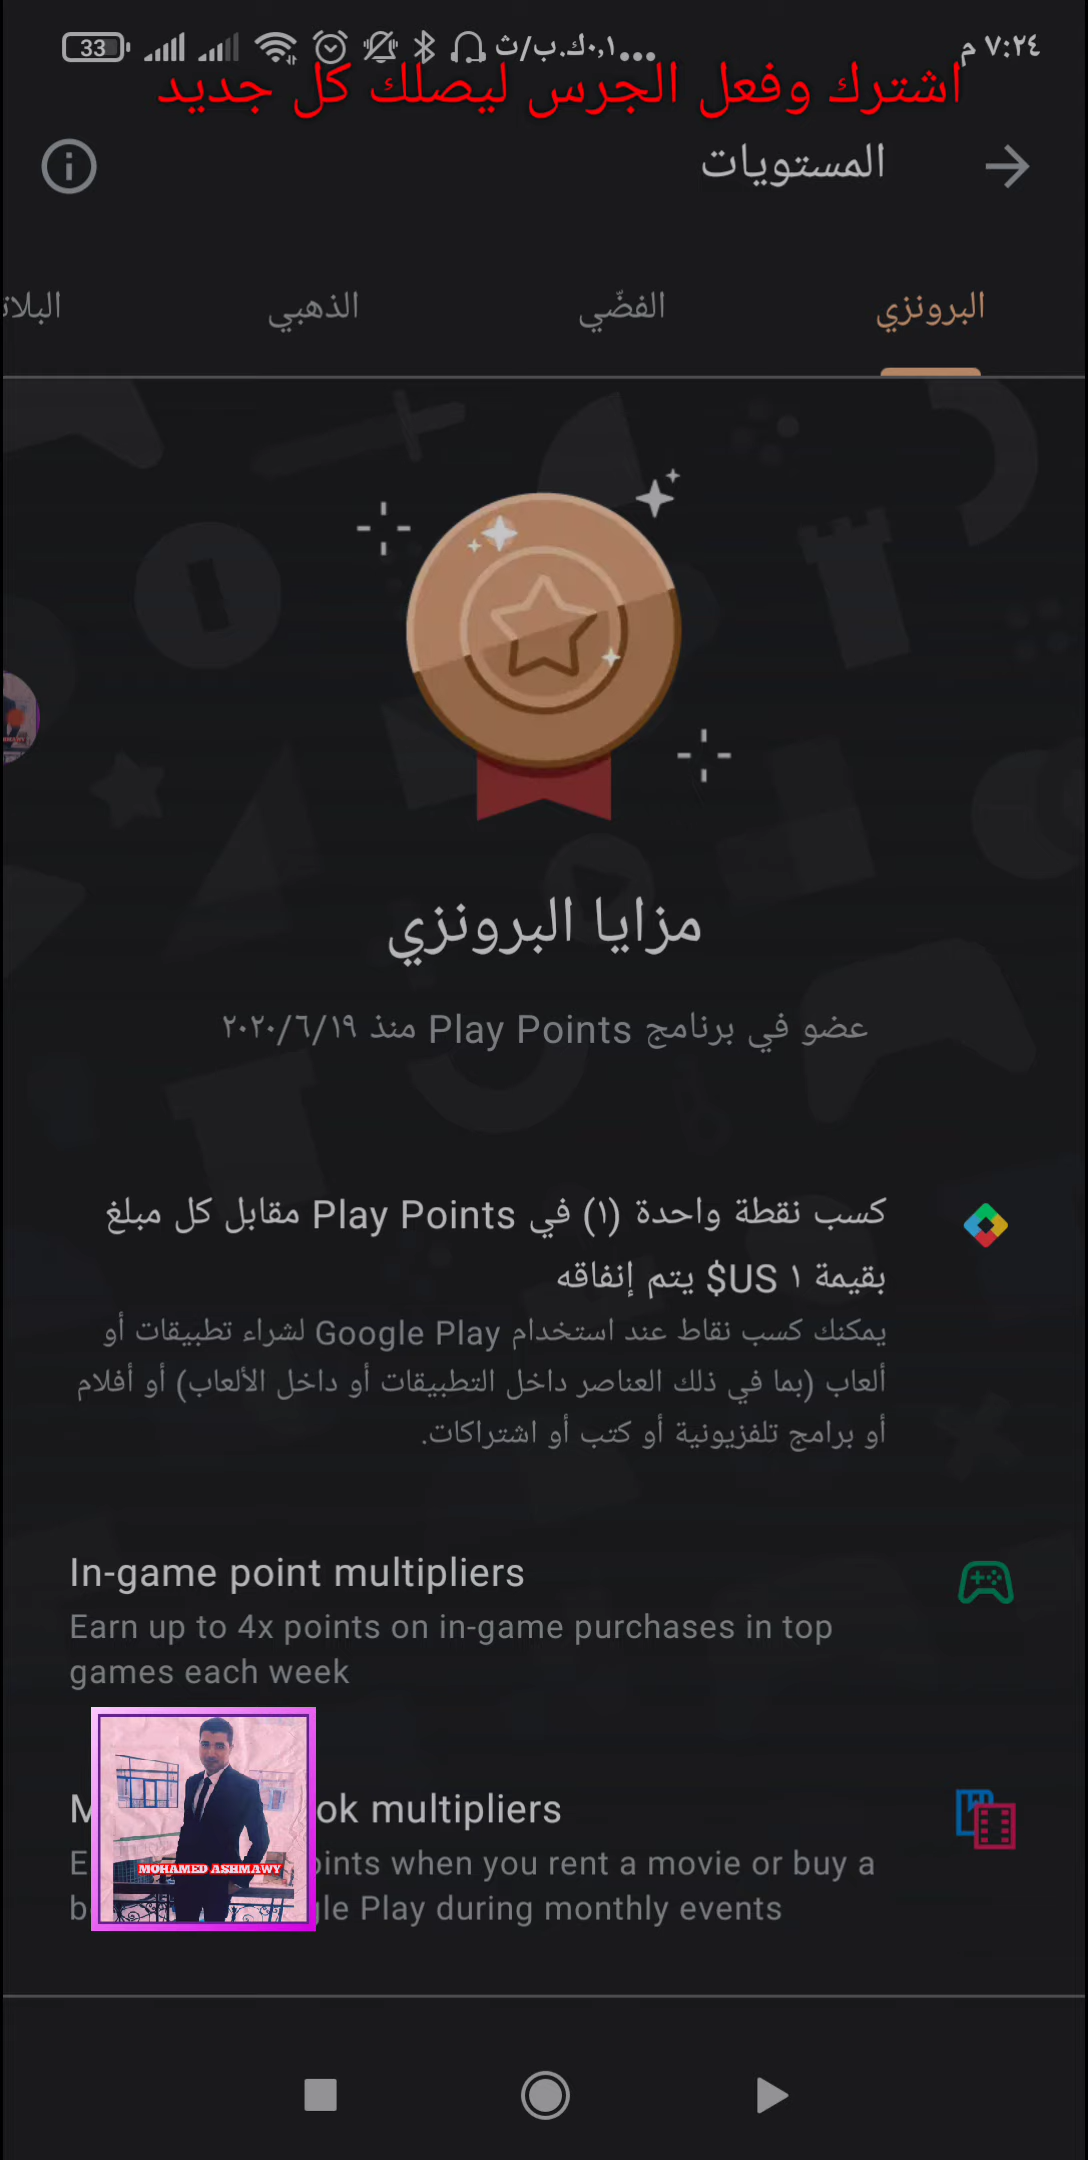 33
...٠,١ك.ب/ث
٧:٢٤ م
اشترك وفعل الجرس ليصلك كل جديد
المستويات
البرونزي
الفضّي
الذهبي
مزايا البرونزي
عضو في برنامج Play Points منذ ٢٠٢٠/٦/١٩
كسب نقطة واحدة (١) في Play Points مقابل كل مبلغ
بقيمة ١ US$ يتم إنفاقه
يمكنك كسب نقاط عند استخدام Google Play لشراء تطبيقات أو
ألعاب (بما في ذلك العناصر داخل التطبيقات أو داخل الألعاب) أو أفلام
أو برامج تلفزيونية أو كتب أو اشتراكات.
In-game point multipliers
Earn up to 4x points on in-game purchases in top
games each week
multipliers
when you rent a movie or buy a
Play during monthly events
MOHAMED ASHMAWY